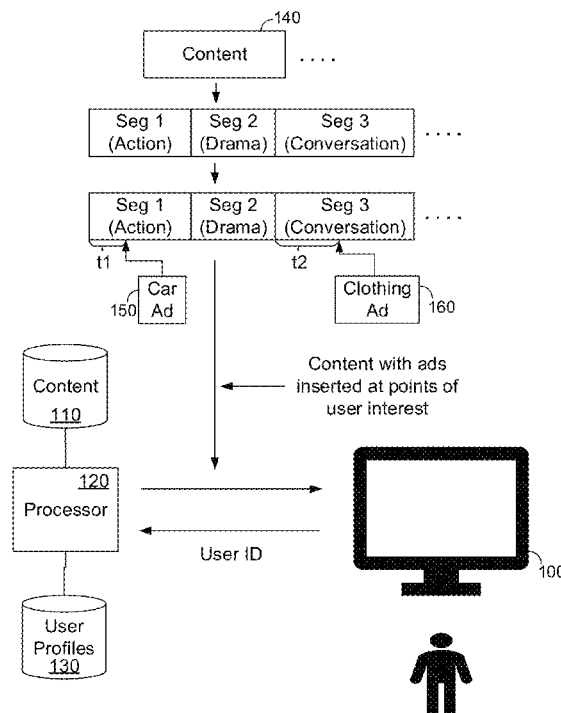 140
Content . . . .
Seg 1 Seg 2 Seg 3
(Action) (Drama) (Conversation) . . . .
Seg 1 Seg 2 Seg 3
(Action) (Drama) (Conversation) . . . .
t1 t2
150 Car Ad
Clothing Ad 160
Content with ads
inserted at points of
user interest
Content
110
120
Processor
User ID
100
User
Profiles
130